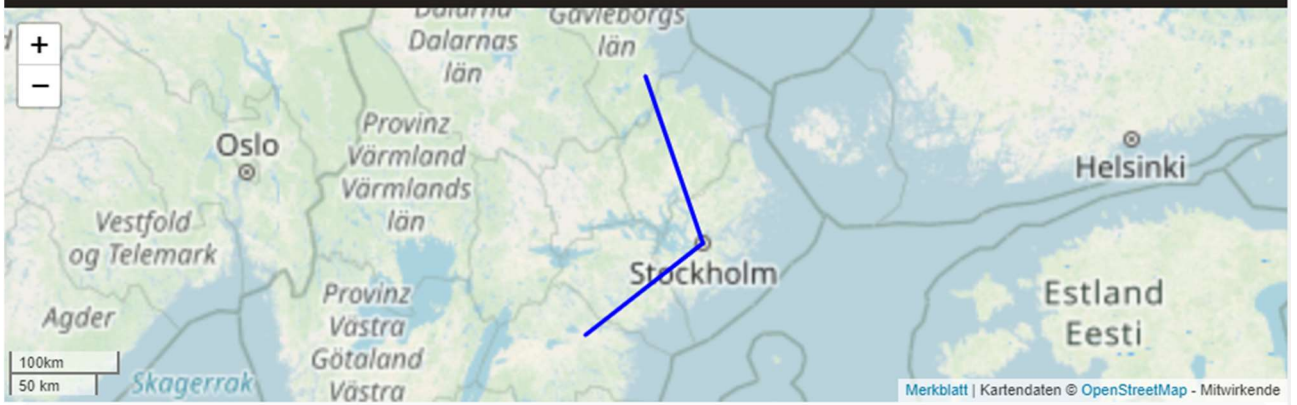 Dalarna
Dalarnas
län
Gävleborgs
län
+
−
Oslo
Provinz
Värmland
Värmlands
län
Helsinki
Vestfold
og Telemark
Stockholm
Provinz
Västra
Götaland
Västra
Estland
Eesti
Agder
100km
50 km
Skagerrak
Merkblatt | Kartendaten © OpenStreetMap - Mitwirkende